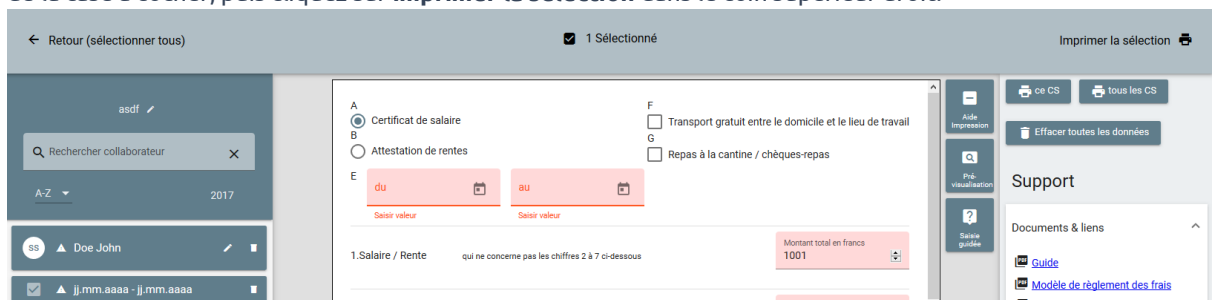 Retour (sélectionner tous)
1 Sélectionné
Imprimer la sélection
asdf
Rechercher collaborateur
A-Z
2017
SS
Doe John
jj.mm.aaaa - jj.mm.aaaa
A
Certificat de salaire
B
Attestation de rentes
E
du
Saisir valeur
au
Saisir valeur
F
Transport gratuit entre le domicile et le lieu de travail
G
Repas à la cantine / chèques-repas
1.Salaire / Rente
qui ne concerne pas les chiffres 2 à 7 ci-dessous
Montant total en francs
1001
Aide
Impression
Pré-
visualisation
Saisie
guidée
ce CS
tous les CS
Effacer toutes les données
Support
Documents & liens
PDF
Guide
PDF
Modèle de règlement des frais